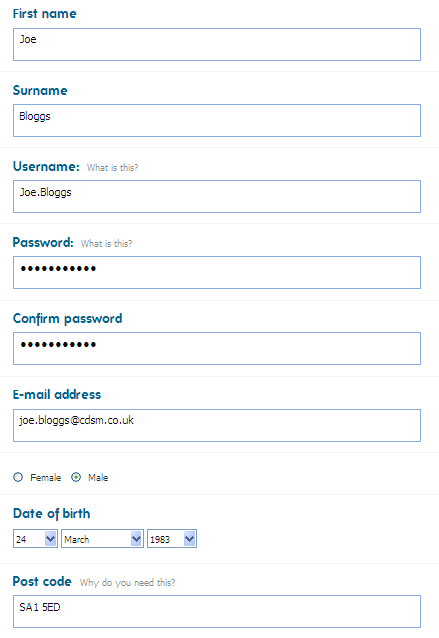 First name
Joe
Surname
Bloggs
Username: What is this?
Joe.Bloggs
Password: What is this?
●●●●●●●●●●●
Confirm password
●●●●●●●●●●●
E-mail address
joe.bloggs@cdsm.co.uk
Female Male
Date of birth
24 March 1983
Post code Why do you need this?
SA1 5ED